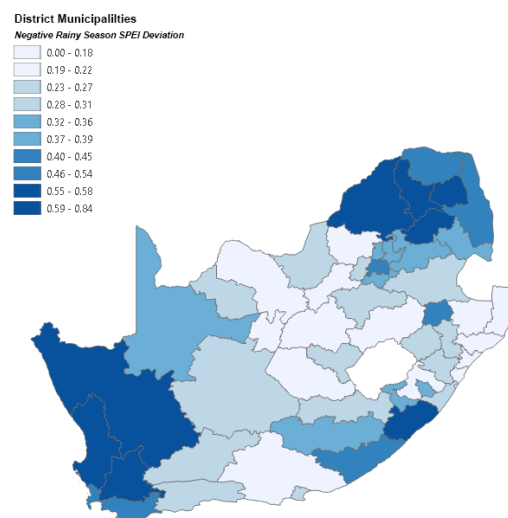 District Municipalilties
Negative Rainy Season SPEI Deviation
0.00 - 0.18
0.19 - 0.22
0.23 - 0.27
0.28 - 0.31
0.32 - 0.36
0.37 - 0.39
0.40 - 0.45
0.46 - 0.54
0.55 - 0.58
0.59 - 0.84